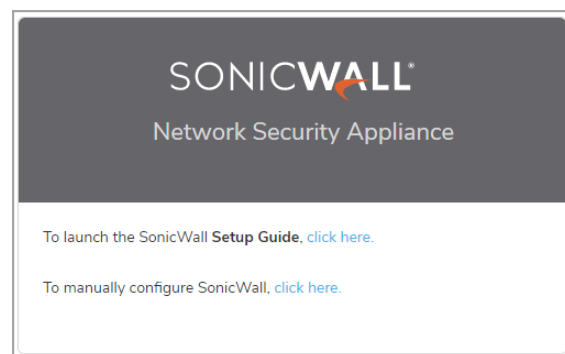 SONICWALL®
Network Security Appliance
To launch the SonicWall Setup Guide, click here.
To manually configure SonicWall, click here.